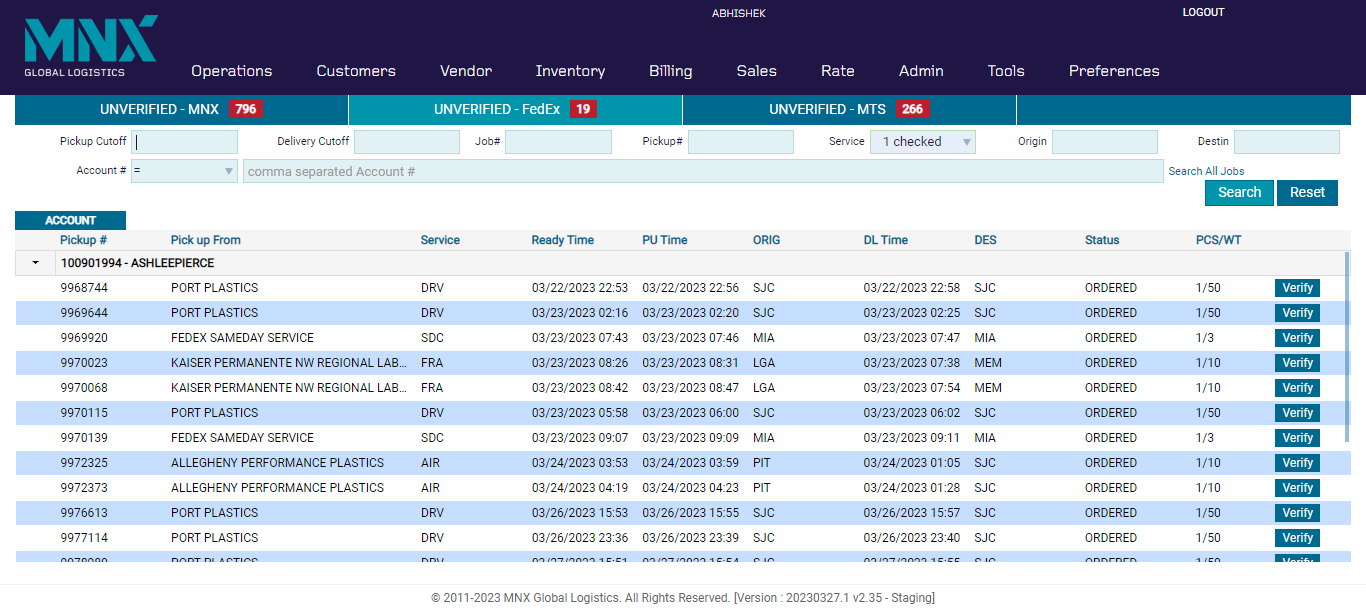 ABHISHEK LOGOUT
MNX
GLOBAL LOGISTICS
Operations Customers Vendor Inventory Billing Sales Rate Admin Tools Preferences
UNVERIFIED - MNX 796 UNVERIFIED - FedEx 19 UNVERIFIED - MTS 266
Pickup Cutoff Delivery Cutoff Job# Pickup# Service 1 checked Origin Destin
Account # = comma separated Account # Search All Jobs
Search Reset
ACCOUNT
Pickup # Pick up From Service Ready Time PU Time ORIG DL Time DES Status PCS/WT
100901994 - ASHLEEPIERCE
9968744 PORT PLASTICS DRV 03/22/2023 22:53 03/22/2023 22:56 SJC 03/22/2023 22:58 SJC ORDERED 1/50 Verify
9969644 PORT PLASTICS DRV 03/23/2023 02:16 03/23/2023 02:20 SJC 03/23/2023 02:25 SJC ORDERED 1/50 Verify
9969920 FEDEX SAMEDAY SERVICE SDC 03/23/2023 07:43 03/23/2023 07:46 MIA 03/23/2023 07:47 MIA ORDERED 1/3 Verify
9970023 KAISER PERMANENTE NW REGIONAL LAB... FRA 03/23/2023 08:26 03/23/2023 08:31 LGA 03/23/2023 07:38 MEM ORDERED 1/10 Verify
9970068 KAISER PERMANENTE NW REGIONAL LAB... FRA 03/23/2023 08:42 03/23/2023 08:47 LGA 03/23/2023 07:54 MEM ORDERED 1/10 Verify
9970115 PORT PLASTICS DRV 03/23/2023 05:58 03/23/2023 06:00 SJC 03/23/2023 06:02 SJC ORDERED 1/50 Verify
9970139 FEDEX SAMEDAY SERVICE SDC 03/23/2023 09:07 03/23/2023 09:09 MIA 03/23/2023 09:11 MIA ORDERED 1/3 Verify
9972325 ALLEGHENY PERFORMANCE PLASTICS AIR 03/24/2023 03:53 03/24/2023 03:59 PIT 03/24/2023 01:05 SJC ORDERED 1/10 Verify
9972373 ALLEGHENY PERFORMANCE PLASTICS AIR 03/24/2023 04:19 03/24/2023 04:23 PIT 03/24/2023 01:28 SJC ORDERED 1/10 Verify
9976613 PORT PLASTICS DRV 03/26/2023 15:53 03/26/2023 15:55 SJC 03/26/2023 15:57 SJC ORDERED 1/50 Verify
9977114 PORT PLASTICS DRV 03/26/2023 23:36 03/26/2023 23:39 SJC 03/26/2023 23:40 SJC ORDERED 1/50 Verify
PORT PLASTICS DRV SJC SJC ORDERED 1/50 Verify
© 2011-2023 MNX Global Logistics. All Rights Reserved. [Version : 20230327.1 v2.35 - Staging]